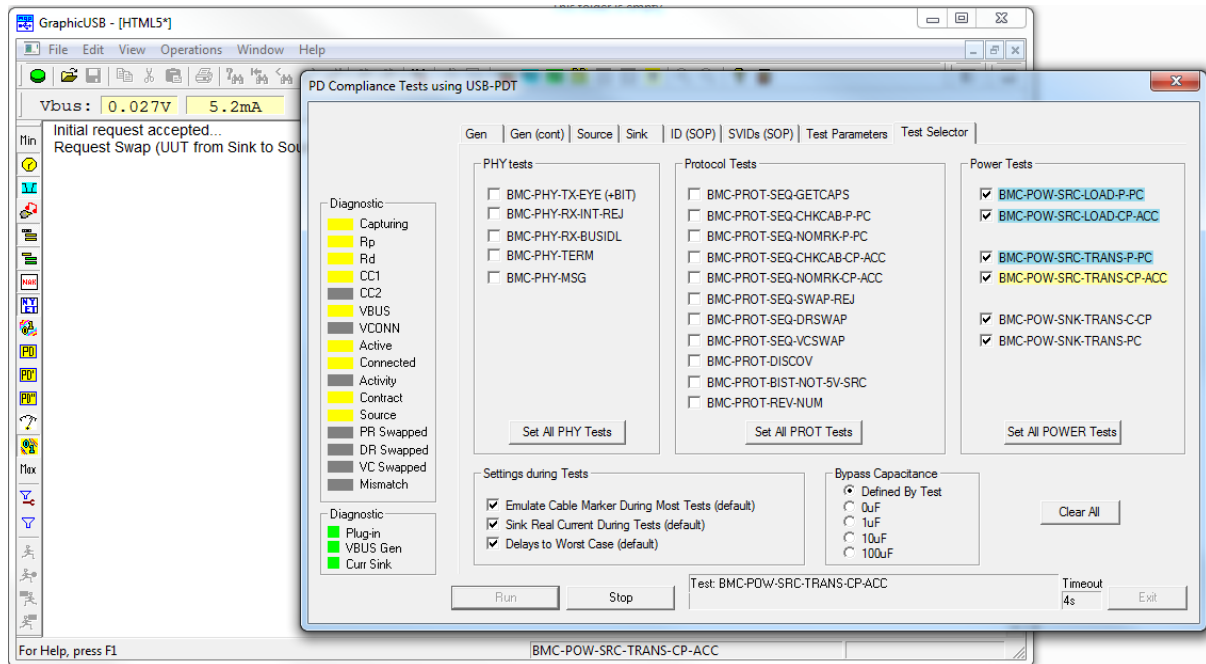 This folder is empty.
GraphicUSB - [HTML5*]
File Edit View Operations Window Help
Vbus: 0.027V 5.2mA
Initial request accepted...
Request Swap (UUT from Sink to Sou
Min
NAK
NYET
PD
PD'
PD"
Max
PD Compliance Tests using USB-PDT
Gen Gen (cont) Source Sink ID (SOP) SVIDs (SOP) Test Parameters Test Selector
Diagnostic
Capturing
Rp
Rd
CC1
CC2
VBUS
VCONN
Active
Connected
Activity
Contract
Source
PR Swapped
DR Swapped
VC Swapped
Mismatch
Diagnostic
Plug-in
VBUS Gen
Curr Sink
PHY tests
BMC-PHY-TX-EYE (+BIT)
BMC-PHY-RX-INT-REJ
BMC-PHY-RX-BUSIDL
BMC-PHY-TERM
BMC-PHY-MSG
Set All PHY Tests
Protocol Tests
BMC-PROT-SEQ-GETCAPS
BMC-PROT-SEQ-CHKCAB-P-PC
BMC-PROT-SEQ-NOMRK-P-PC
BMC-PROT-SEQ-CHKCAB-CP-ACC
BMC-PROT-SEQ-NOMRK-CP-ACC
BMC-PROT-SEQ-SWAP-REJ
BMC-PROT-SEQ-DRSWAP
BMC-PROT-SEQ-VCSWAP
BMC-PROT-DISCOV
BMC-PROT-BIST-NOT-5V-SRC
BMC-PROT-REV-NUM
Set All PROT Tests
Power Tests
BMC-POW-SRC-LOAD-P-PC
BMC-POW-SRC-LOAD-CP-ACC
BMC-POW-SRC-TRANS-P-PC
BMC-POW-SRC-TRANS-CP-ACC
BMC-POW-SNK-TRANS-C-CP
BMC-POW-SNK-TRANS-PC
Set All POWER Tests
Settings during Tests
Emulate Cable Marker During Most Tests (default)
Sink Real Current During Tests (default)
Delays to Worst Case (default)
Bypass Capacitance
Defined By Test
0uF
1uF
10uF
100uF
Clear All
Run
Stop
Test: BMC-POW-SRC-TRANS-CP-ACC
Timeout
4s
Exit
For Help, press F1
BMC-POW-SRC-TRANS-CP-ACC